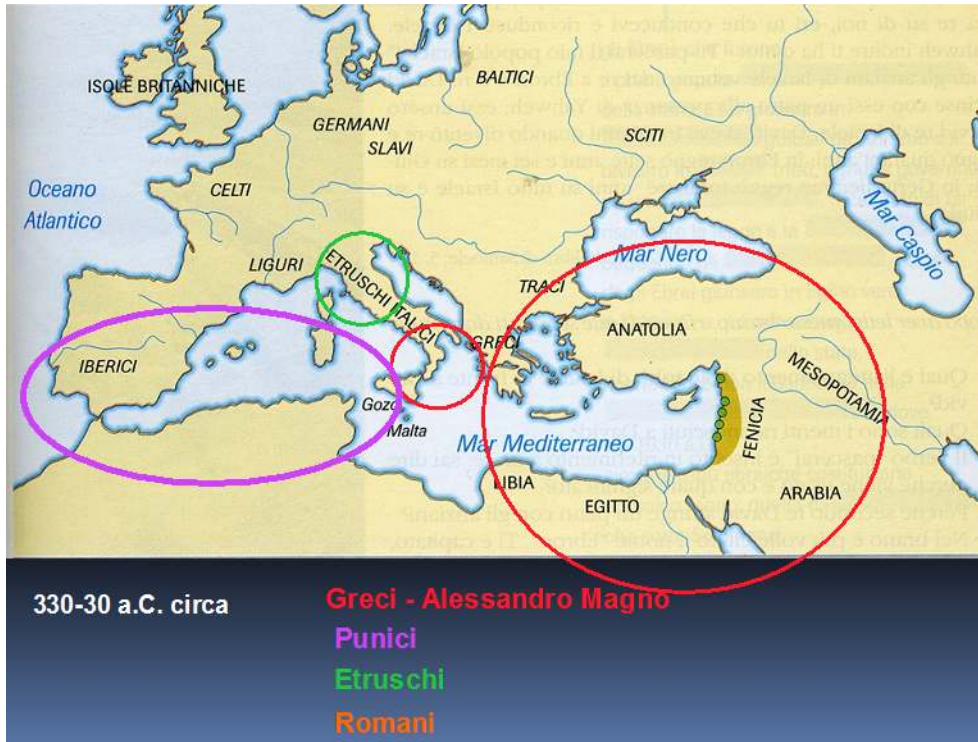 ISOLE BRITANNICHE
BALTICI
GERMANI
SLAVI
SCITI
CELTI
Oceano
Atlantico
Mar Caspio
Mar Nero
LIGURI
ETRUSCHI
ITALICI
TRACI
GRECI
ANATOLIA
IBERICI
MESOPOTAMIA
Gozo
Malta
Mar Mediterraneo
FENICIA
LIBIA
EGITTO
ARABIA
330-30 a.C. circa
Greci - Alessandro Magno
Punici
Etruschi
Romani